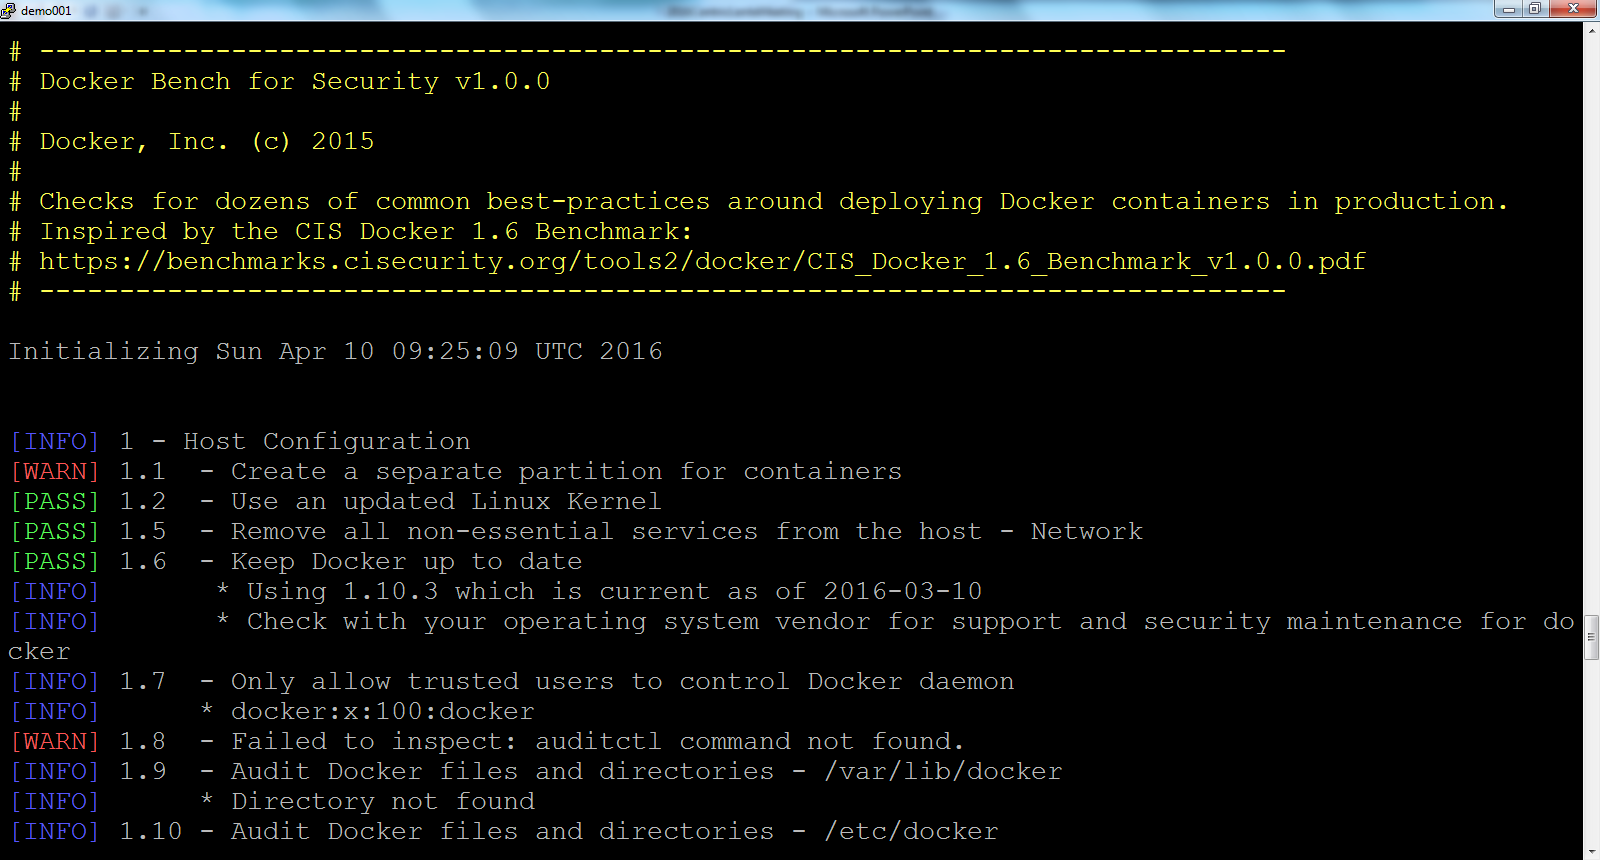 demo001
# ------------------------------------------------------------------------------
# Docker Bench for Security v1.0.0
#
# Docker, Inc. (c) 2015
#
# Checks for dozens of common best-practices around deploying Docker containers in production.
# Inspired by the CIS Docker 1.6 Benchmark:
# https://benchmarks.cisecurity.org/tools2/docker/CIS_Docker_1.6_Benchmark_v1.0.0.pdf
# ------------------------------------------------------------------------------
Initializing Sun Apr 10 09:25:09 UTC 2016
[INFO] 1 - Host Configuration
[WARN] 1.1  - Create a separate partition for containers
[PASS] 1.2  - Use an updated Linux Kernel
[PASS] 1.5  - Remove all non-essential services from the host - Network
[PASS] 1.6  - Keep Docker up to date
[INFO]       * Using 1.10.3 which is current as of 2016-03-10
[INFO]       * Check with your operating system vendor for support and security maintenance for do
cker
[INFO] 1.7  - Only allow trusted users to control Docker daemon
[INFO]      * docker:x:100:docker
[WARN] 1.8  - Failed to inspect: auditctl command not found.
[INFO] 1.9  - Audit Docker files and directories - /var/lib/docker
[INFO]      * Directory not found
[INFO] 1.10 - Audit Docker files and directories - /etc/docker